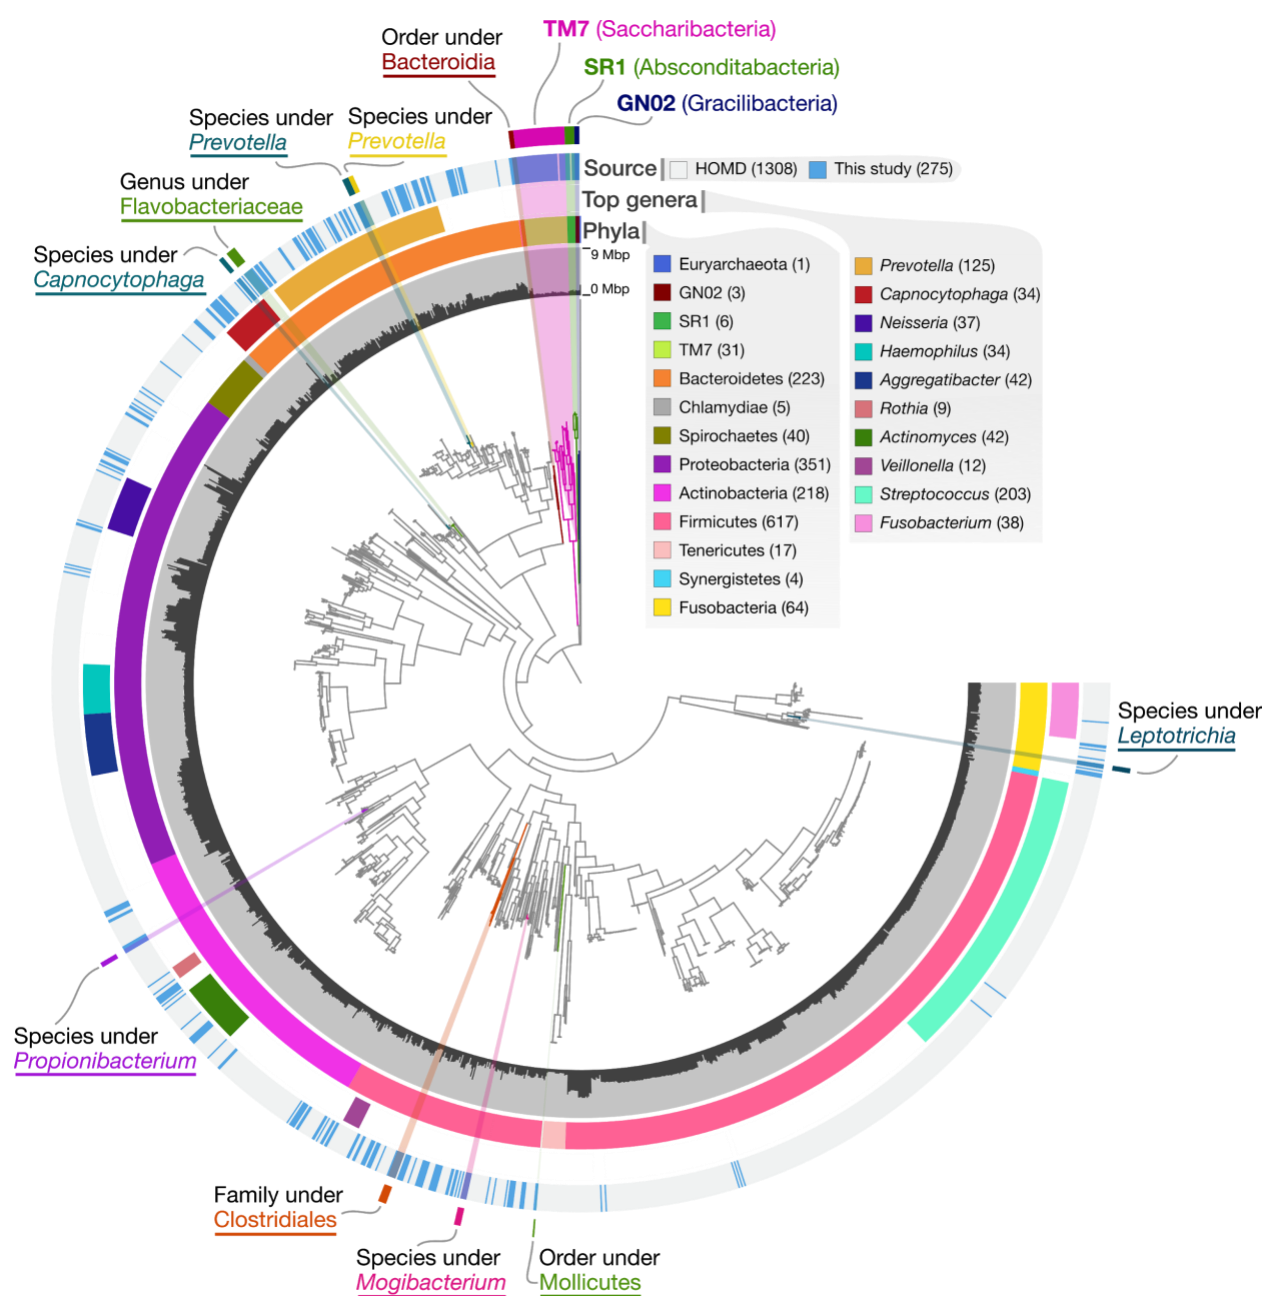 TM7 (Saccharibacteria)
Order under
Bacteroidia
SR1 (Absconditabacteria)
GN02 (Gracilibacteria)
Species under
Prevotella
Species under
Prevotella
Source
HOMD (1308)
This study (275)
Genus under
Flavobacteriaceae
Top genera
Phyla
Species under
Capnocytophaga
9 Mbp
0 Mbp
Euryarchaeota (1)
GN02 (3)
SR1 (6)
TM7 (31)
Bacteroidetes (223)
Chlamydiae (5)
Spirochaetes (40)
Proteobacteria (351)
Actinobacteria (218)
Firmicutes (617)
Tenericutes (17)
Synergistetes (4)
Fusobacteria (64)
Prevotella (125)
Capnocytophaga (34)
Neisseria (37)
Haemophilus (34)
Aggregatibacter (42)
Rothia (9)
Actinomyces (42)
Veillonella (12)
Streptococcus (203)
Fusobacterium (38)
Species under
Leptotrichia
Species under
Propionibacterium
Family under
Clostridiales
Species under
Mogibacterium
Order under
Mollicutes